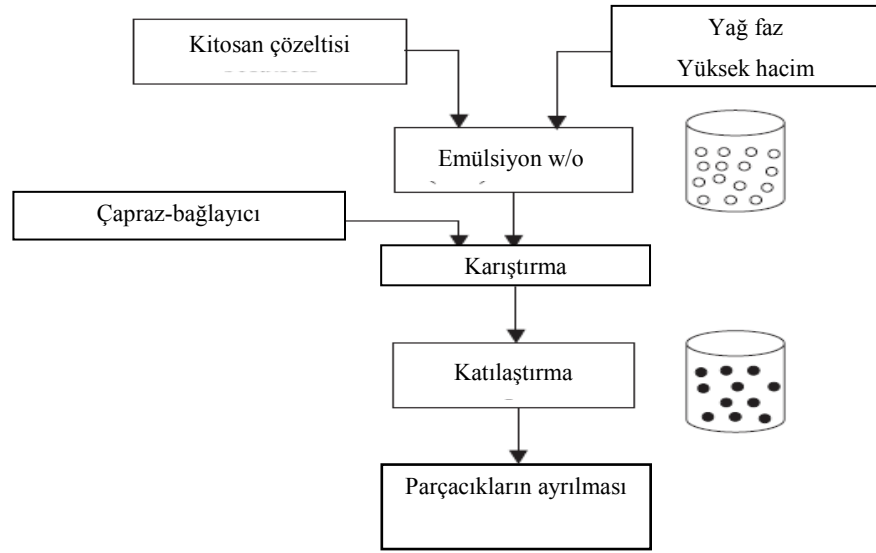 Kitosan çözeltisi
Yağ faz
Yüksek hacim
Emülsiyon w/o
Çapraz-bağlayıcı
Karıştırma
Katılaştırma
Parçacıkların ayrılması